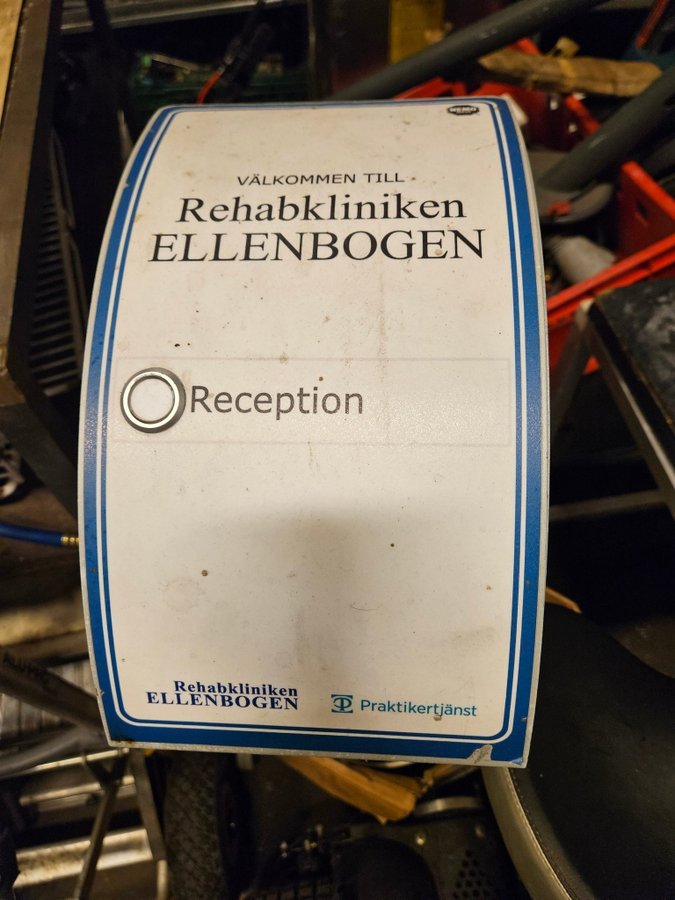 VÄLKOMMEN TILL
Rehabkliniken
ELLENBOGEN
Reception
Rehabkliniken
ELLENBOGEN
Praktikertjänst